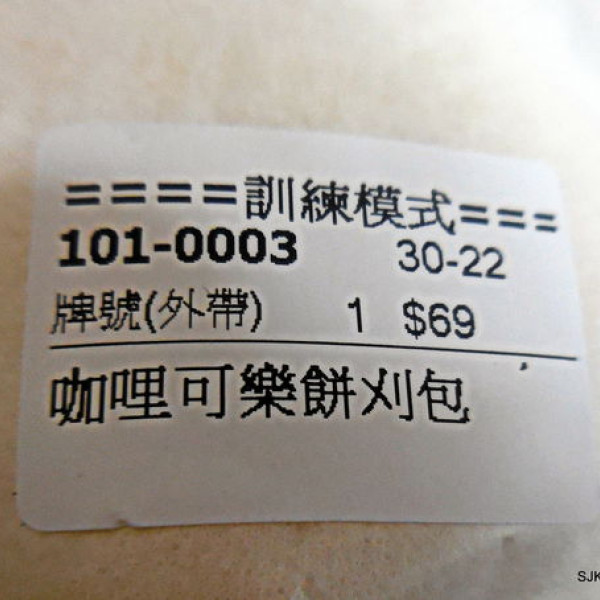 ====訓練模式===
101-0003 30-22
牌號(外帶) 1 $69
咖哩可樂餅刈包
SJK